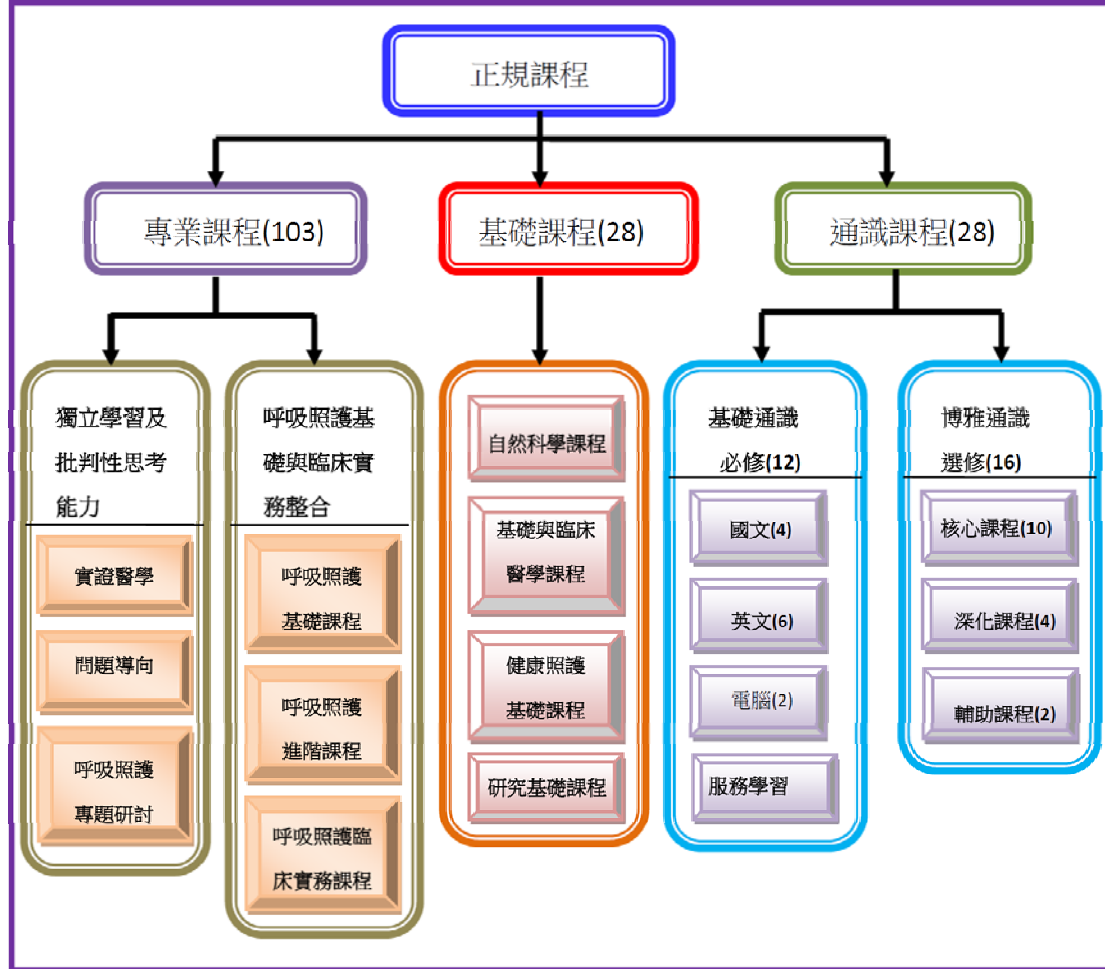 正規課程
專業課程(103)
基礎課程(28)
通識課程(28)
獨立學習及
批判性思考
能力
實證醫學
問題導向
呼吸照護
專題研討
呼吸照護基
礎與臨床實
務整合
呼吸照護
基礎課程
呼吸照護
進階課程
呼吸照護臨
床實務課程
自然科學課程
基礎與臨床
醫學課程
健康照護
基礎課程
研究基礎課程
基礎通識
必修(12)
國文(4)
英文(6)
電腦(2)
服務學習
博雅通識
選修(16)
核心課程(10)
深化課程(4)
輔助課程(2)